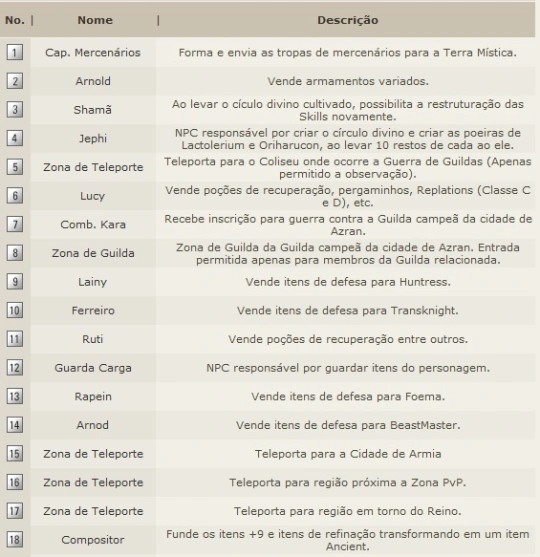 No. | Nome | Descrição
1 Cap. Mercenários Forma e envia as tropas de mercenários para a Terra Mística.
2 Arnold Vende armamentos variados.
3 Shamã Ao levar o cículo divino cultivado, possibilita a restruturação das
Skills novamente.
4 Jephi NPC responsável por criar o círculo divino e criar as poeiras de
Lactolerium e Oriharucon, ao levar 10 restos de cada ao ele.
5 Zona de Teleporte Teleporta para o Coliseu onde ocorre a Guerra de Guildas (Apenas
permitido a observação).
6 Lucy Vende poções de recuperação, pergaminhos, Replations (Classe C
e D), etc.
7 Comb. Kara Recebe inscrição para guerra contra a Guilda campeã da cidade de
Azran.
8 Zona de Guilda Zona de Guilda da Guilda campeã da cidade de Azran. Entrada
permitida apenas para membros da Guilda relacionada.
9 Lainy Vende itens de defesa para Huntress.
10 Ferreiro Vende itens de defesa para Transknight.
11 Ruti Vende poções de recuperação entre outros.
12 Guarda Carga NPC responsável por guardar itens do personagem.
13 Rapein Vende itens de defesa para Foema.
14 Arnod Vende itens de defesa para BeastMaster.
15 Zona de Teleporte Teleporta para a Cidade de Armia
16 Zona de Teleporte Teleporta para região próxima a Zona PvP.
17 Zona de Teleporte Teleporta para região em torno do Reino.
18 Compositor Funde os itens +9 e itens de refinação transformando em um item
Ancient.